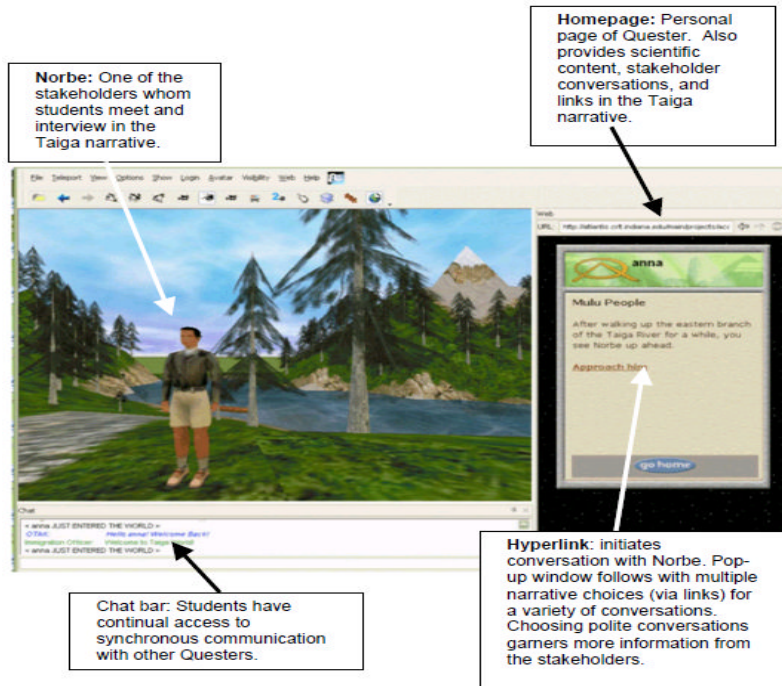 Homepage: Personal
page of Quester. Also
provides scientific
content, stakeholder
conversations, and
links in the Taiga
narrative.
Norbe: One of the
stakeholders whom
students meet and
interview in the
Taiga narrative.
File Teleport View Options Show Login Avatar Visibility Web Help
Web
URL:
anna
Mulu People
After walking up the eastern branch
of the Taiga River for a while, you
see Norbe up ahead.
Approach him
go home
Chat
< anna JUST ENTERED THE WORLD >
OTAK: Hello anna! Welcome Back!
Immigration Officer: Welcome to Taiga World!
< anna JUST ENTERED THE WORLD >
Chat bar: Students have
continual access to
synchronous communication
with other Questers.
Hyperlink: initiates
conversation with Norbe. Pop-
up window follows with multiple
narrative choices (via links) for
a variety of conversations.
Choosing polite conversations
garners more information from
the stakeholders.